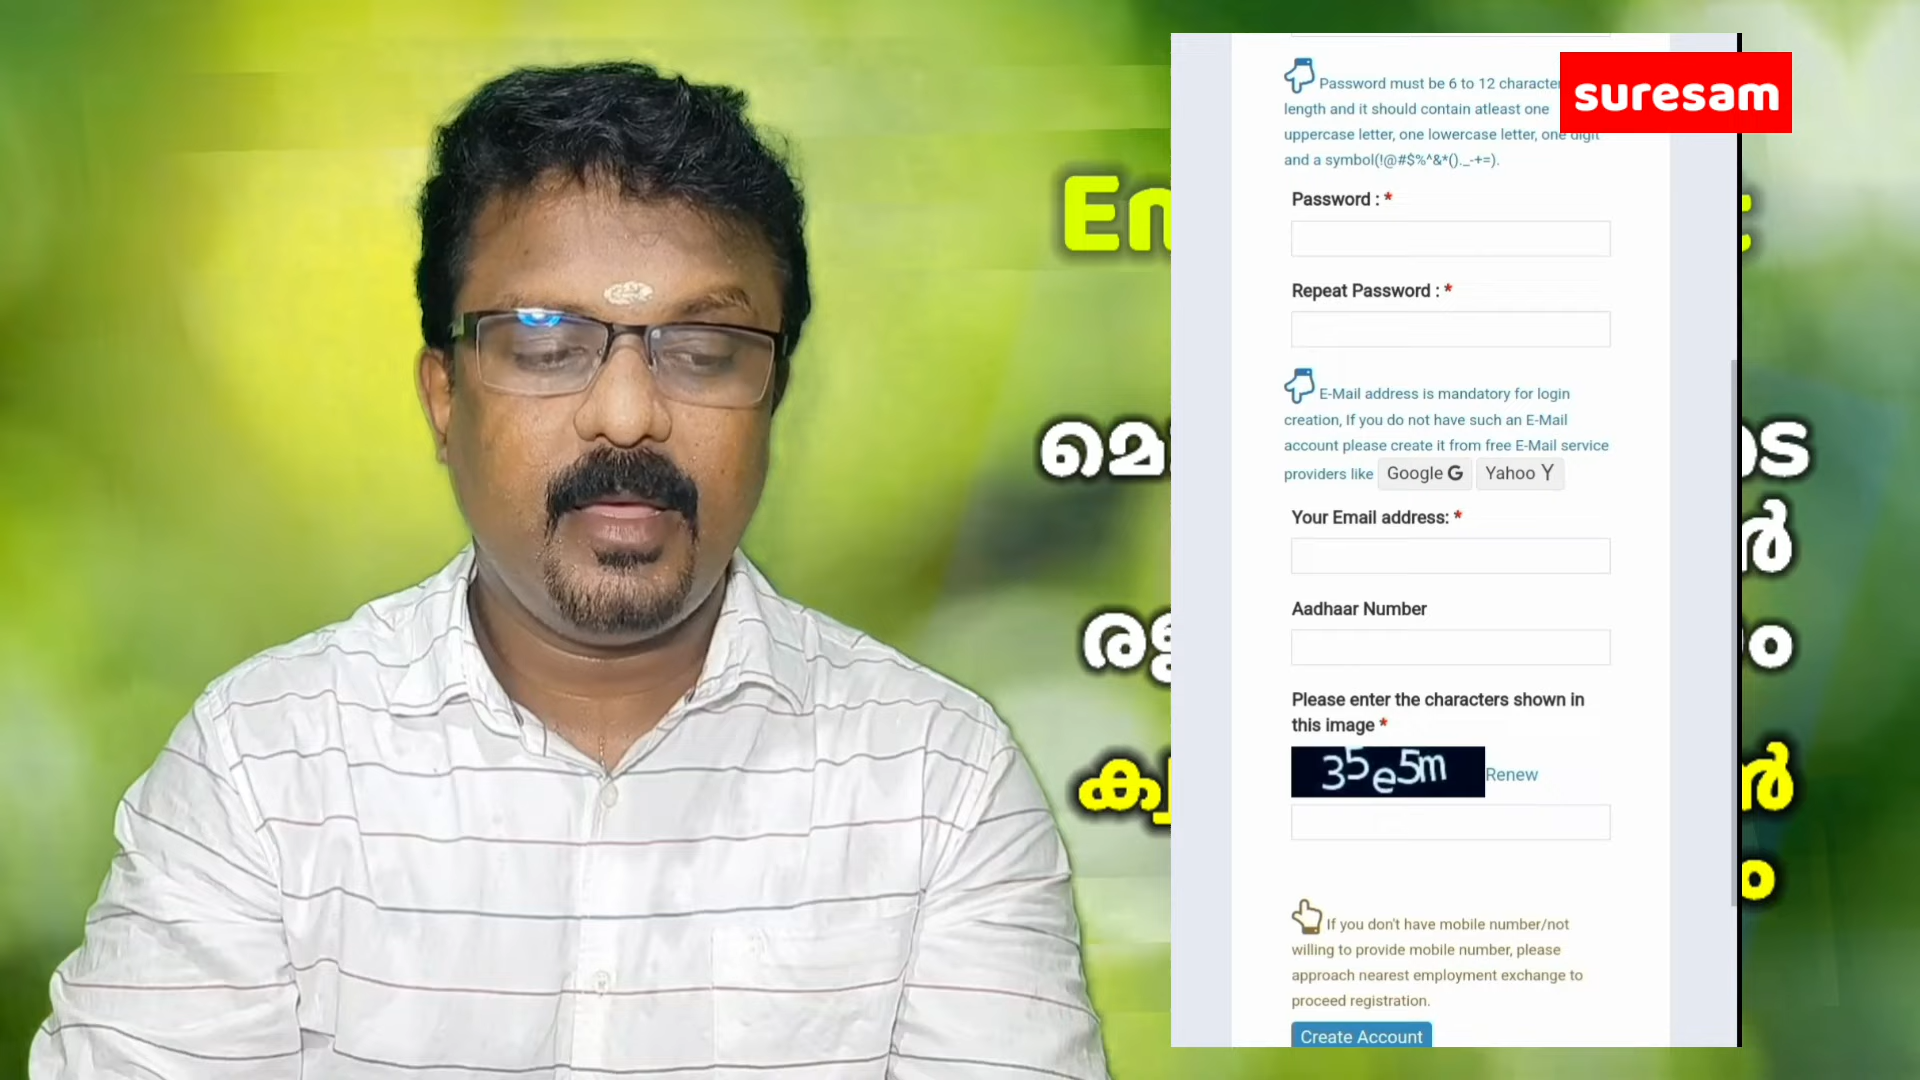 suresam
Password must be 6 to 12
length and it should contain atleast one
uppercase letter, one lowercase letter, one digit
and a symbol(!@#$%^&*()._-+=).
Password : *
Repeat Password : *
E-Mail address is mandatory for login
creation, If you do not have such an E-Mail
account please create it from free E-Mail service
providers like Google G Yahoo Y
Your Email address: *
Aadhaar Number
Please enter the characters shown in
this image *
35e5m Renew
If you don't have mobile number/not
willing to provide mobile number, please
approach nearest employment exchange to
proceed registration.
Create Account